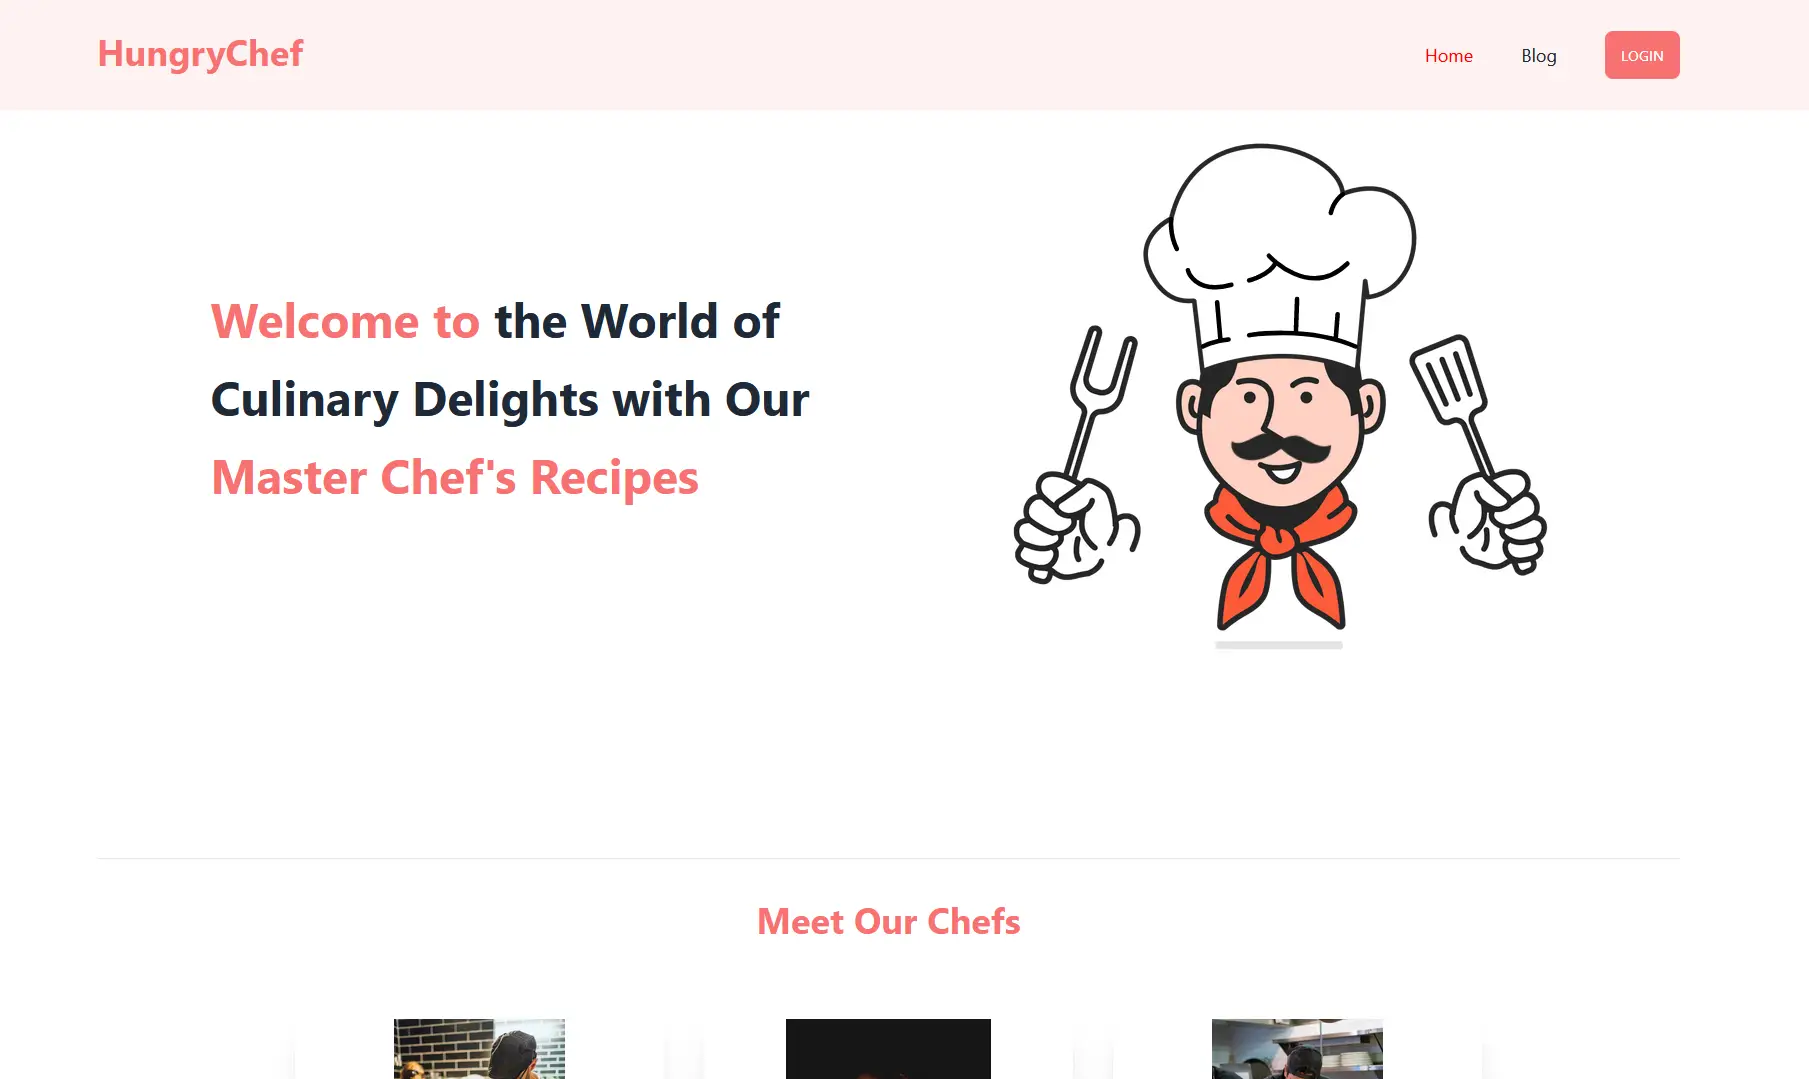 HungryChef
Home
Blog
LOGIN
Welcome to the World of
Culinary Delights with Our
Master Chef's Recipes
Meet Our Chefs